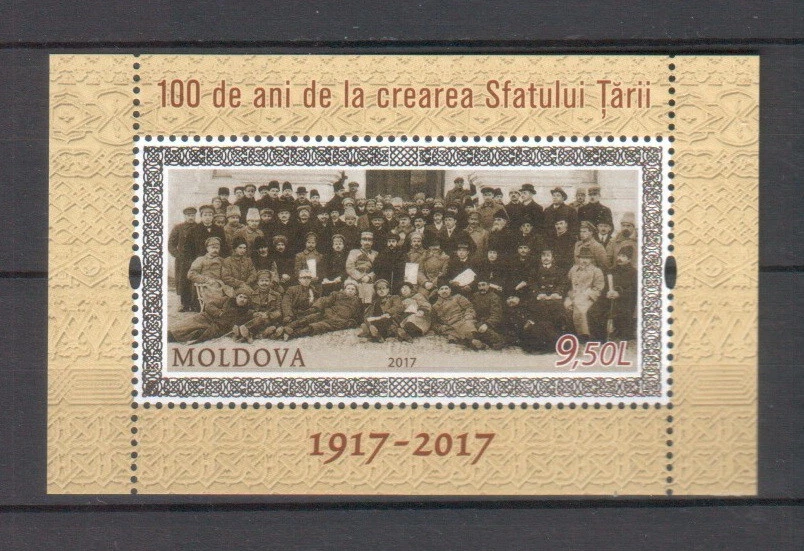 100 de ani de la crearea Sfatului Țării
MOLDOVA 2017 9,50L
1917-2017